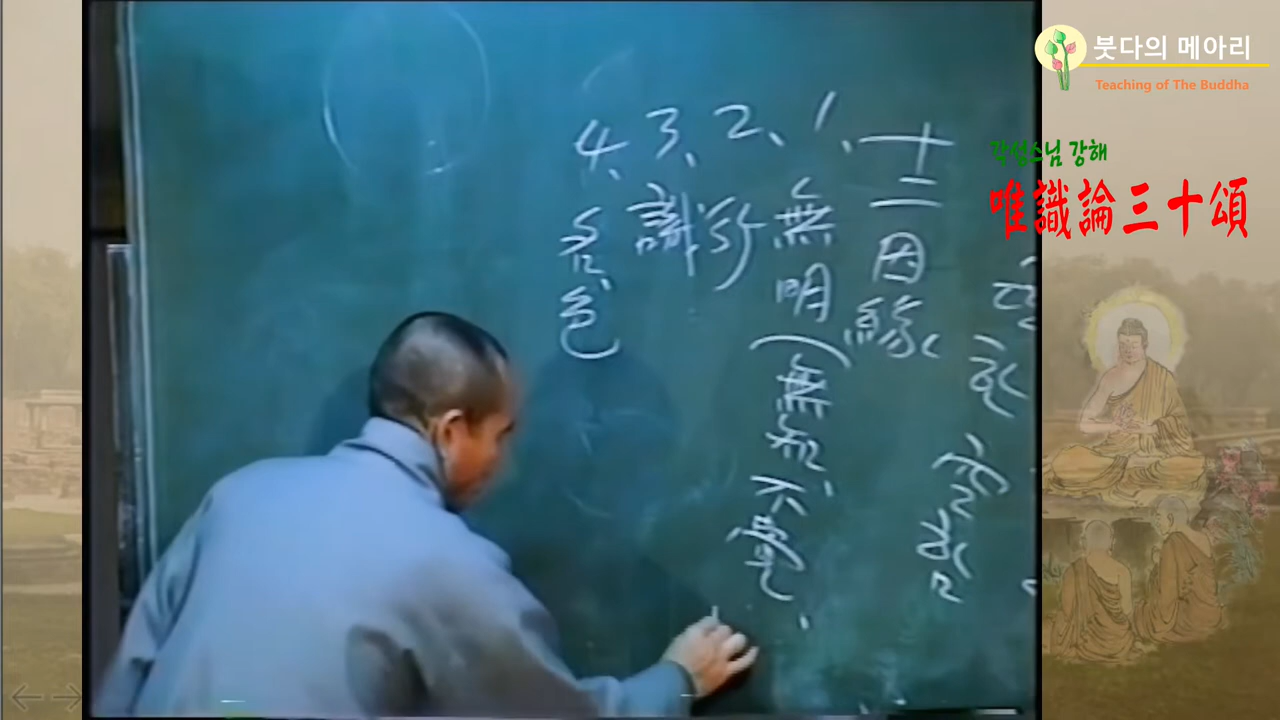 붓다의 메아리
Teaching of The Buddha
각성스님 강해
唯識論三十頌
十二因緣
1、無明(無知、不覺、
2、行
3、識
4、名色